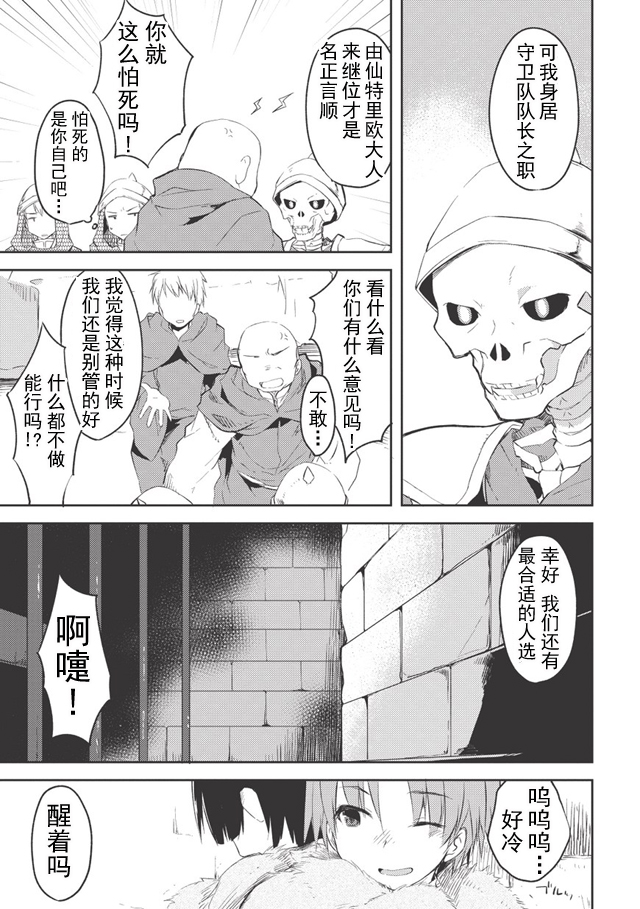 可我身居
守卫队队长之职
由仙特里欧大人
来继位才是
名正言顺
你就
这么怕死吗！
怕死的
是你自己吧…
看什么看
你们有什么意见吗！
不敢…
我觉得这种时候
我们还是别管的好
什么都不做
能行吗!?
幸好 我们还有
最合适的人选
啊嚏！
呜呜呜…
好冷
醒着吗